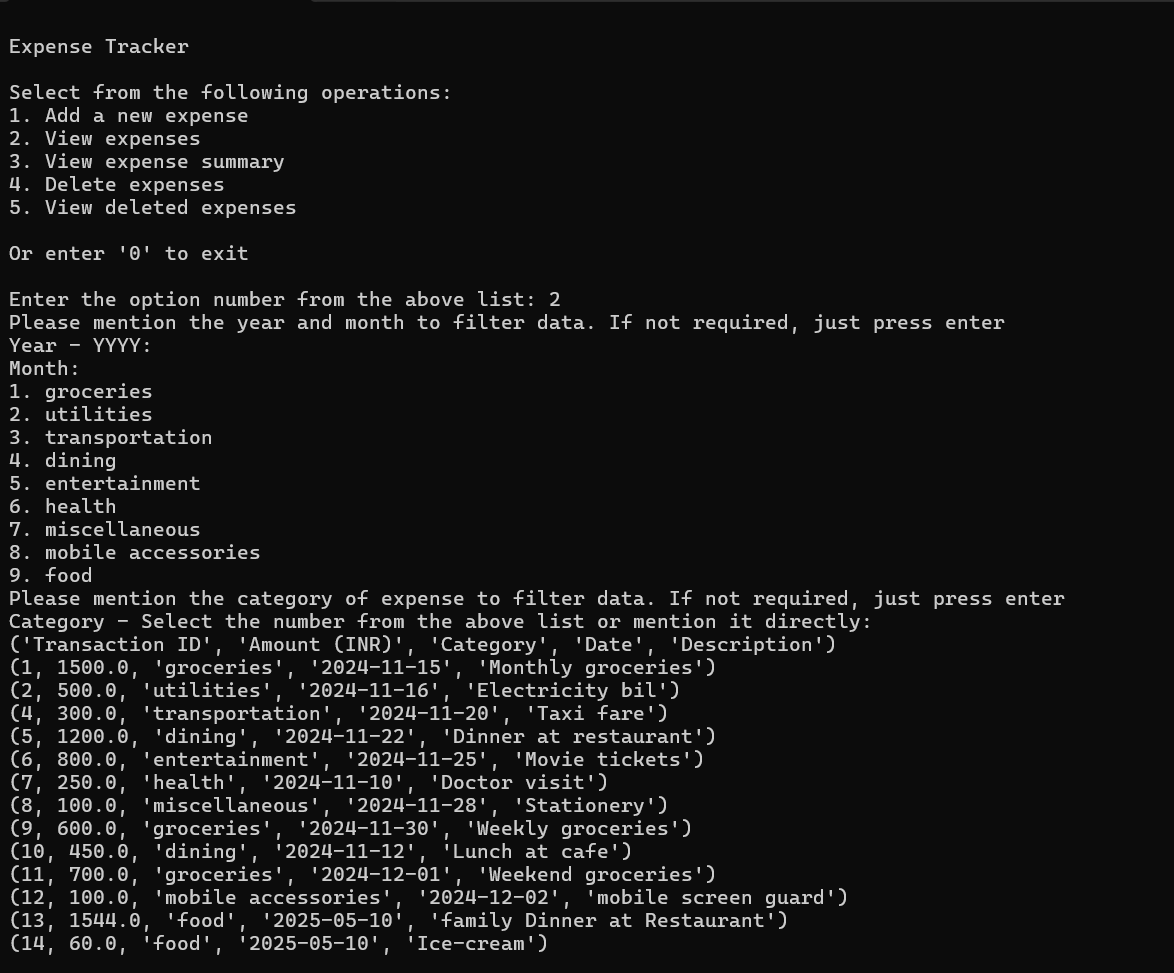 Expense Tracker
Select from the following operations:
1. Add a new expense
2. View expenses
3. View expense summary
4. Delete expenses
5. View deleted expenses
Or enter '0' to exit
Enter the option number from the above list: 2
Please mention the year and month to filter data. If not required, just press enter
Year - YYYY:
Month:
1. groceries
2. utilities
3. transportation
4. dining
5. entertainment
6. health
7. miscellaneous
8. mobile accessories
9. food
Please mention the category of expense to filter data. If not required, just press enter
Category - Select the number from the above list or mention it directly:
('Transaction ID', 'Amount (INR)', 'Category', 'Date', 'Description')
(1, 1500.0, 'groceries', '2024-11-15', 'Monthly groceries')
(2, 500.0, 'utilities', '2024-11-16', 'Electricity bil')
(4, 300.0, 'transportation', '2024-11-20', 'Taxi fare')
(5, 1200.0, 'dining', '2024-11-22', 'Dinner at restaurant')
(6, 800.0, 'entertainment', '2024-11-25', 'Movie tickets')
(7, 250.0, 'health', '2024-11-10', 'Doctor visit')
(8, 100.0, 'miscellaneous', '2024-11-28', 'Stationery')
(9, 600.0, 'groceries', '2024-11-30', 'Weekly groceries')
(10, 450.0, 'dining', '2024-11-12', 'Lunch at cafe')
(11, 700.0, 'groceries', '2024-12-01', 'Weekend groceries')
(12, 100.0, 'mobile accessories', '2024-12-02', 'mobile screen guard')
(13, 1544.0, 'food', '2025-05-10', 'family Dinner at Restaurant')
(14, 60.0, 'food', '2025-05-10', 'Ice-cream')